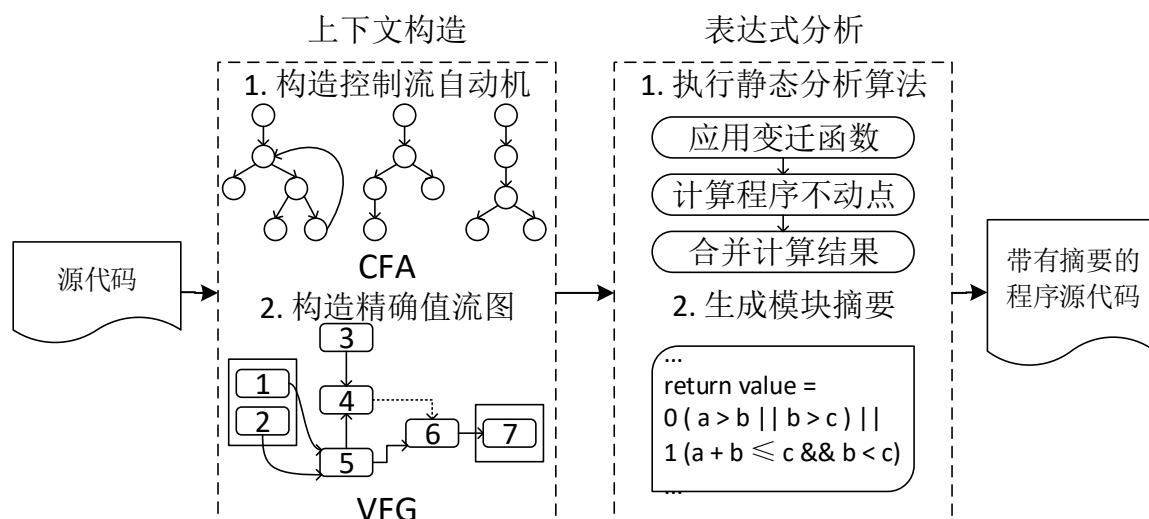 上下文构造
表达式分析
源代码
1. 构造控制流自动机
CFA
2. 构造精确值流图
3
1
4
2
6
7
5
VFG
1. 执行静态分析算法
应用变迁函数
计算程序不动点
合并计算结果
2. 生成模块摘要
...
return value =
0 ( a > b || b > c ) ||
1 (a + b ≤ c && b < c)
...
带有摘要的
程序源代码